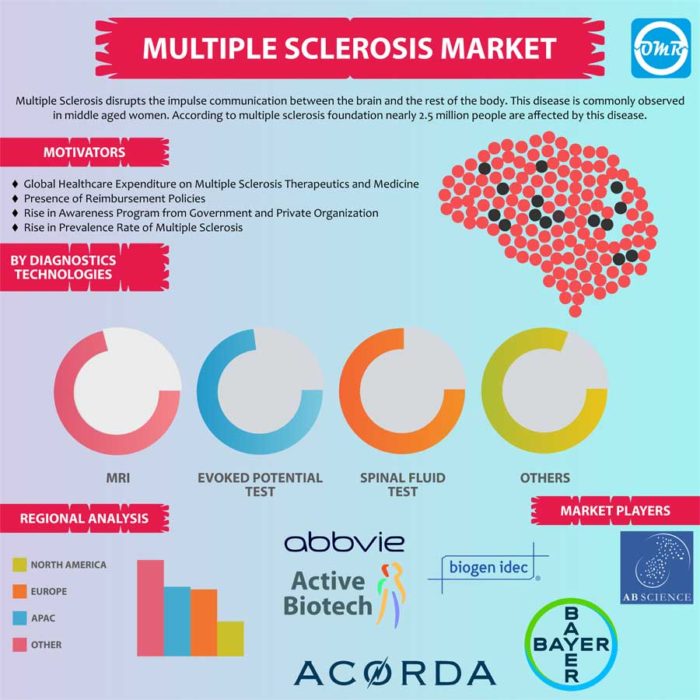 MULTIPLE SCLEROSIS MARKET
OMR
Multiple Sclerosis disrupts the impulse communication between the brain and the rest of the body. This disease is commonly observed
in middle aged women. According to multiple sclerosis foundation nearly 2.5 million people are affected by this disease.
MOTIVATORS
♦ Global Healthcare Expenditure on Multiple Sclerosis Therapeutics and Medicine
♦ Presence of Reimbursement Policies
♦ Rise in Awareness Program from Government and Private Organization
♦ Rise in Prevalence Rate of Multiple Sclerosis
BY DIAGNOSTICS
TECHNOLOGIES
MRI
EVOKED POTENTIAL
TEST
SPINAL FLUID
TEST
OTHERS
REGIONAL ANALYSIS
NORTH AMERICA
EUROPE
APAC
OTHER
MARKET PLAYERS
abbvie
Active
Biotech
biogen idec
AB SCIENCE
BAYER
BAYER
ACORDA